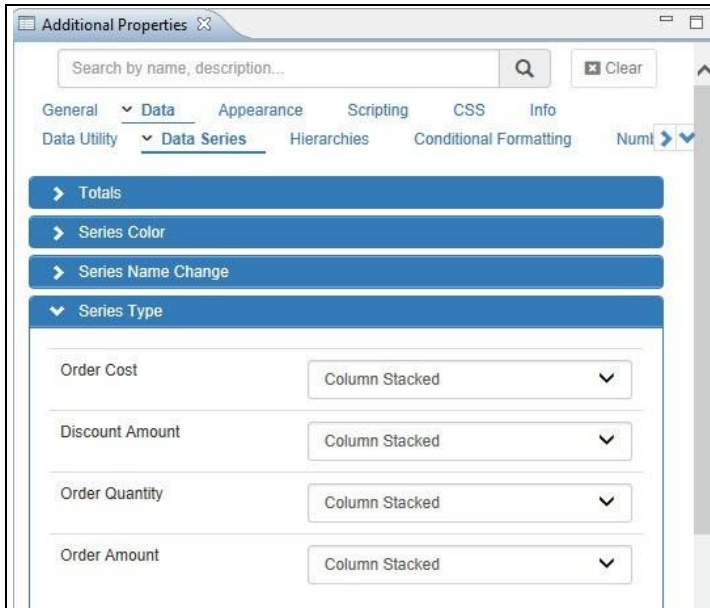 Additional Properties
Search by name, description...
Clear
General Data Appearance Scripting CSS Info
Data Utility Data Series Hierarchies Conditional Formatting Numb
Totals
Series Color
Series Name Change
Series Type
Order Cost Column Stacked
Discount Amount Column Stacked
Order Quantity Column Stacked
Order Amount Column Stacked